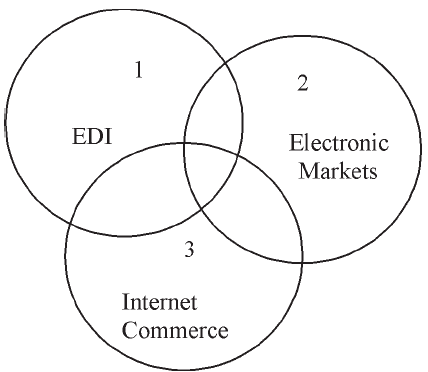 1
2
EDI
Electronic
Markets
3
Internet
Commerce